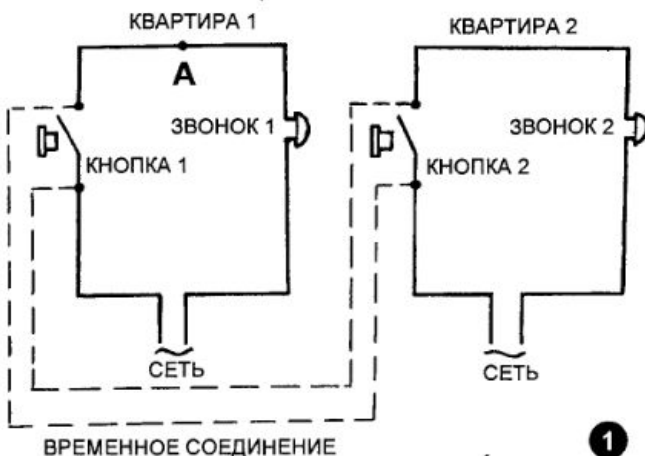 КВАРТИРА 1
КВАРТИРА 2
А
ЗВОНОК 1
ЗВОНОК 2
КНОПКА 1
КНОПКА 2
СЕТЬ
СЕТЬ
ВРЕМЕННОЕ СОЕДИНЕНИЕ
1